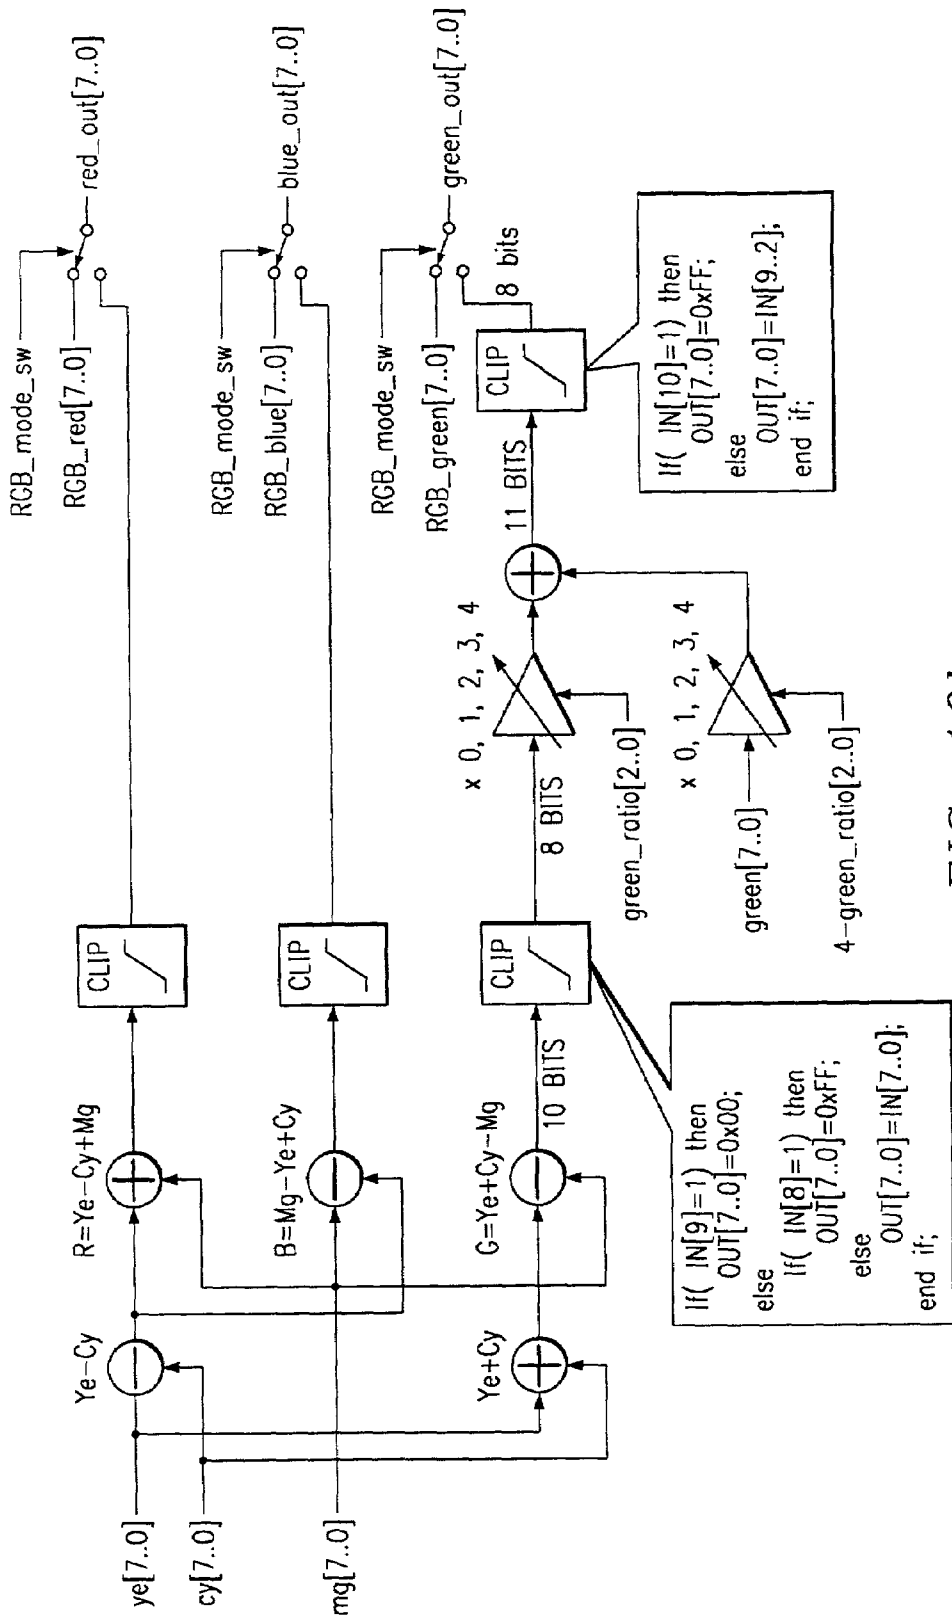 ye[7..0]
cy[7..0]
mg[7..0]
Ye-Cy
R=Ye-Cy+Mg
CLIP
RGB_mode_sw
RGB_red[7..0]
red_out[7..0]
B=Mg-Ye+Cy
CLIP
RGB_mode_sw
RGB_blue[7..0]
blue_out[7..0]
Ye+Cy
G=Ye+Cy-Mg
10 BITS
CLIP
8 BITS
x 0, 1, 2, 3, 4
green_ratio[2..0]
11 BITS
CLIP
8 bits
RGB_mode_sw
RGB_green[7..0]
green_out[7..0]
green[7..0]
x 0, 1, 2, 3, 4
4-green_ratio[2..0]
If( IN[9]=1) then
OUT[7..0]=0x00;
else
If( IN[8]=1) then
OUT[7..0]=0xFF;
else
OUT[7..0]=IN[7..0];
end if;
If( IN[10]=1) then
OUT[7..0]=0xFF;
else
OUT[7..0]=IN[9..2];
end if;